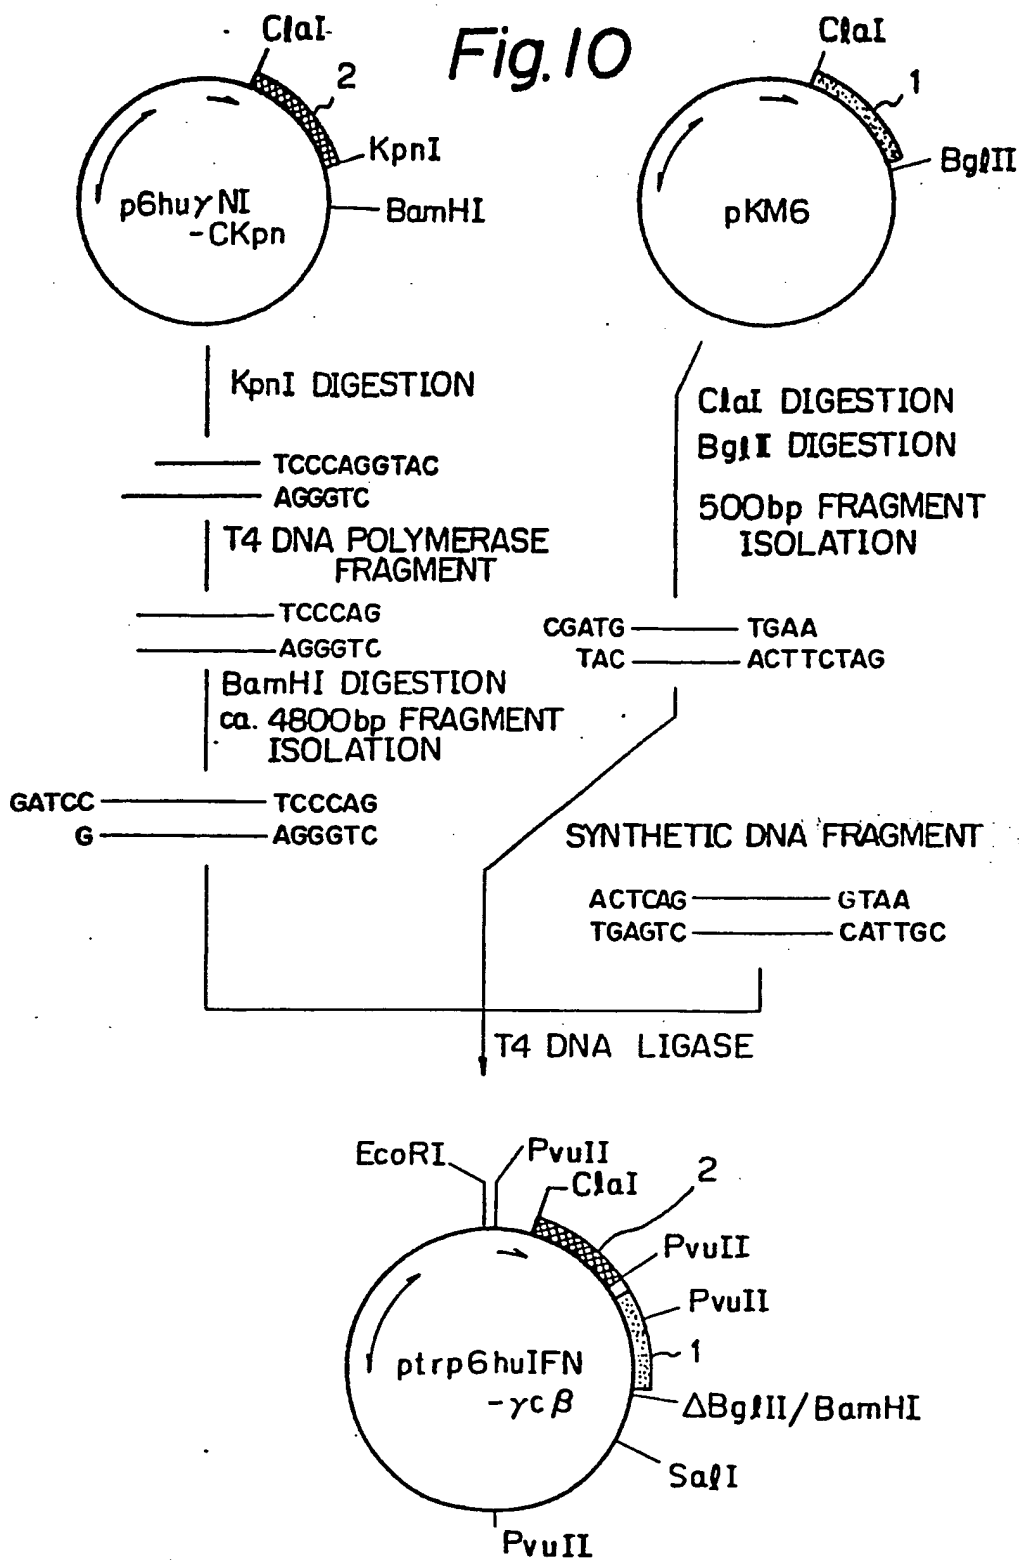 Fig. 10
ClaI
2
KpnI
BamHI
p6huγNI
-CKpn
ClaI
1
BglII
pKM6
KpnI DIGESTION
TCCCAGGTAC
AGGGTC
T4 DNA POLYMERASE
FRAGMENT
TCCCAG
AGGGTC
BamHI DIGESTION
ca. 4800bp FRAGMENT
ISOLATION
GATCC TCCCAG
G AGGGTC
ClaI DIGESTION
BglII DIGESTION
500bp FRAGMENT
ISOLATION
CGATG TGAA
TAC ACTTCTAG
SYNTHETIC DNA FRAGMENT
ACTCAG GTAA
TGAGTC CATTGC
T4 DNA LIGASE
EcoRI
PvuII
ClaI
2
PvuII
PvuII
1
ptrp6huIFN
-γcβ
ΔBglII/BamHI
SalI
PvuII